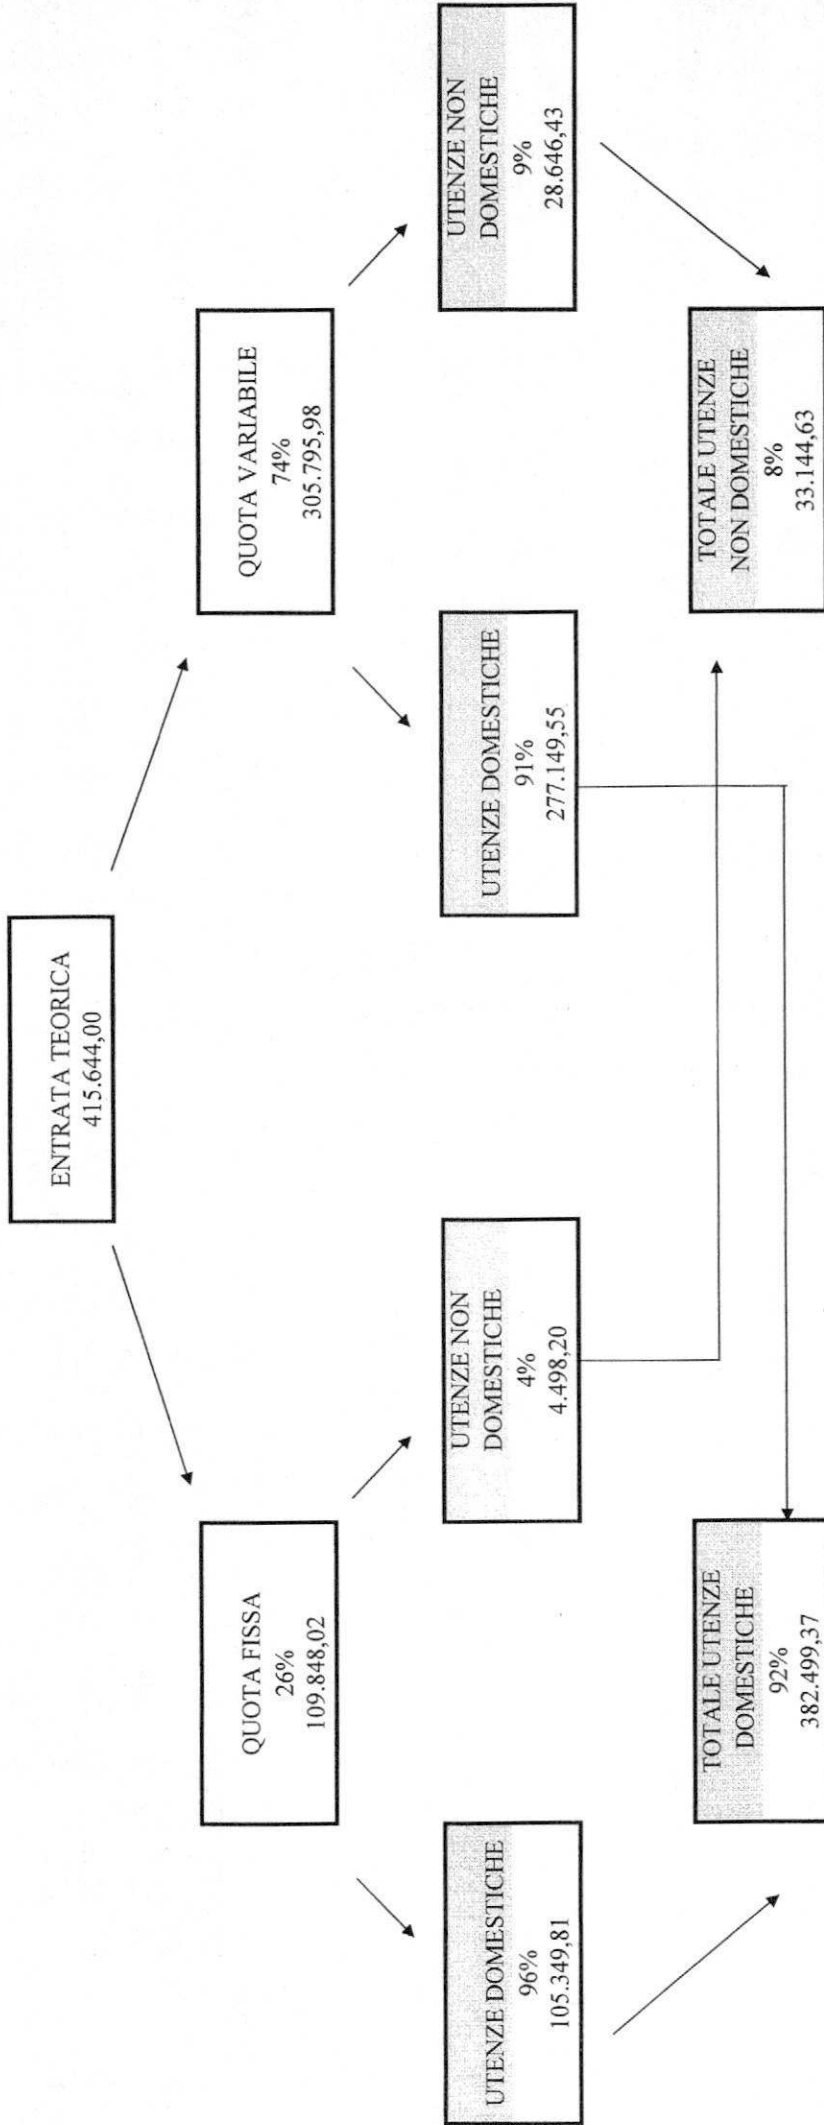 ENTRATA TEORICA
415.644,00
QUOTA FISSA
26%
109.848,02
QUOTA VARIABILE
74%
305.795,98
UTENZE DOMESTICHE
96%
105.349,81
UTENZE NON
DOMESTICHE
4%
4.498,20
UTENZE DOMESTICHE
91%
277.149,55
UTENZE NON
DOMESTICHE
9%
28.646,43
TOTALE UTENZE
DOMESTICHE
92%
382.499,37
TOTALE UTENZE
NON DOMESTICHE
8%
33.144,63